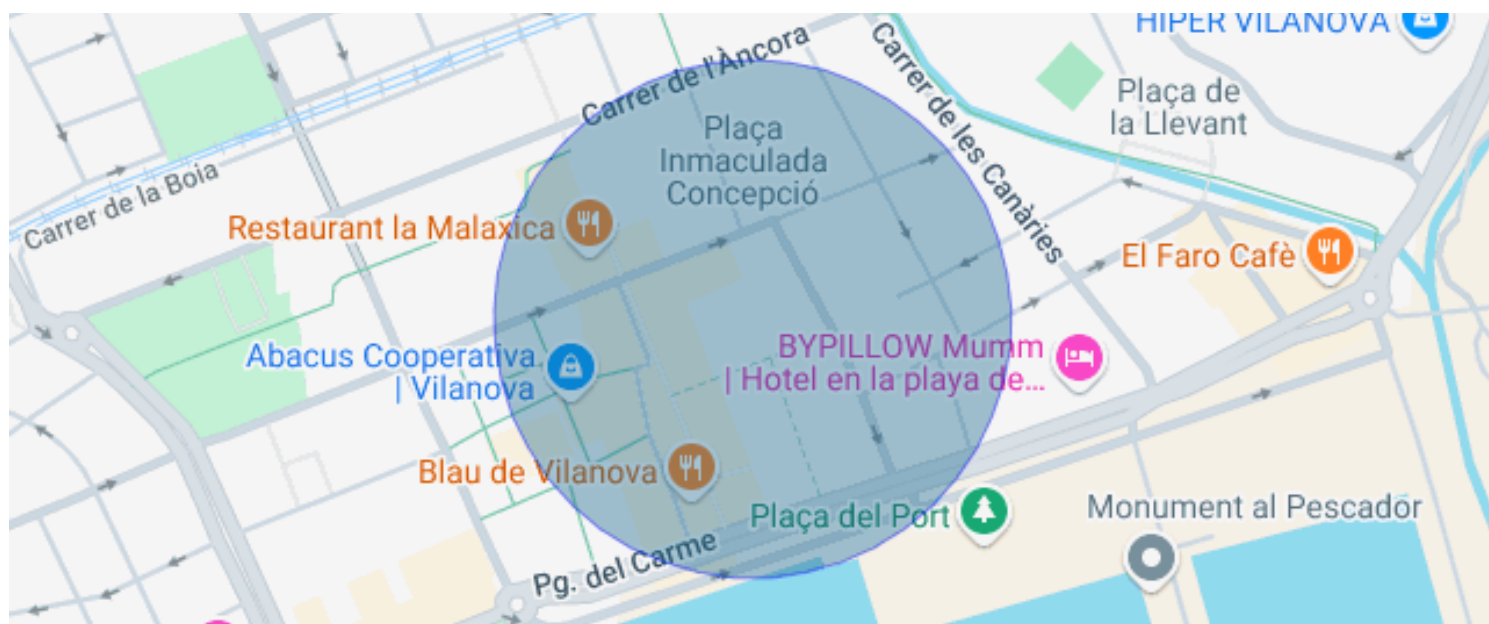 HIPER VILANOVA
Carrer de l'Àncora
Carrer de les Canàries
Plaça de
la Llevant
Plaça
Inmaculada
Concepció
Carrer de la Boia
Restaurant la Malaxica
El Faro Cafè
Abacus Cooperativa
| Vilanova
BYPILLOW Mumm
| Hotel en la playa de...
Blau de Vilanova
Plaça del Port
Monument al Pescador
Pg. del Carme